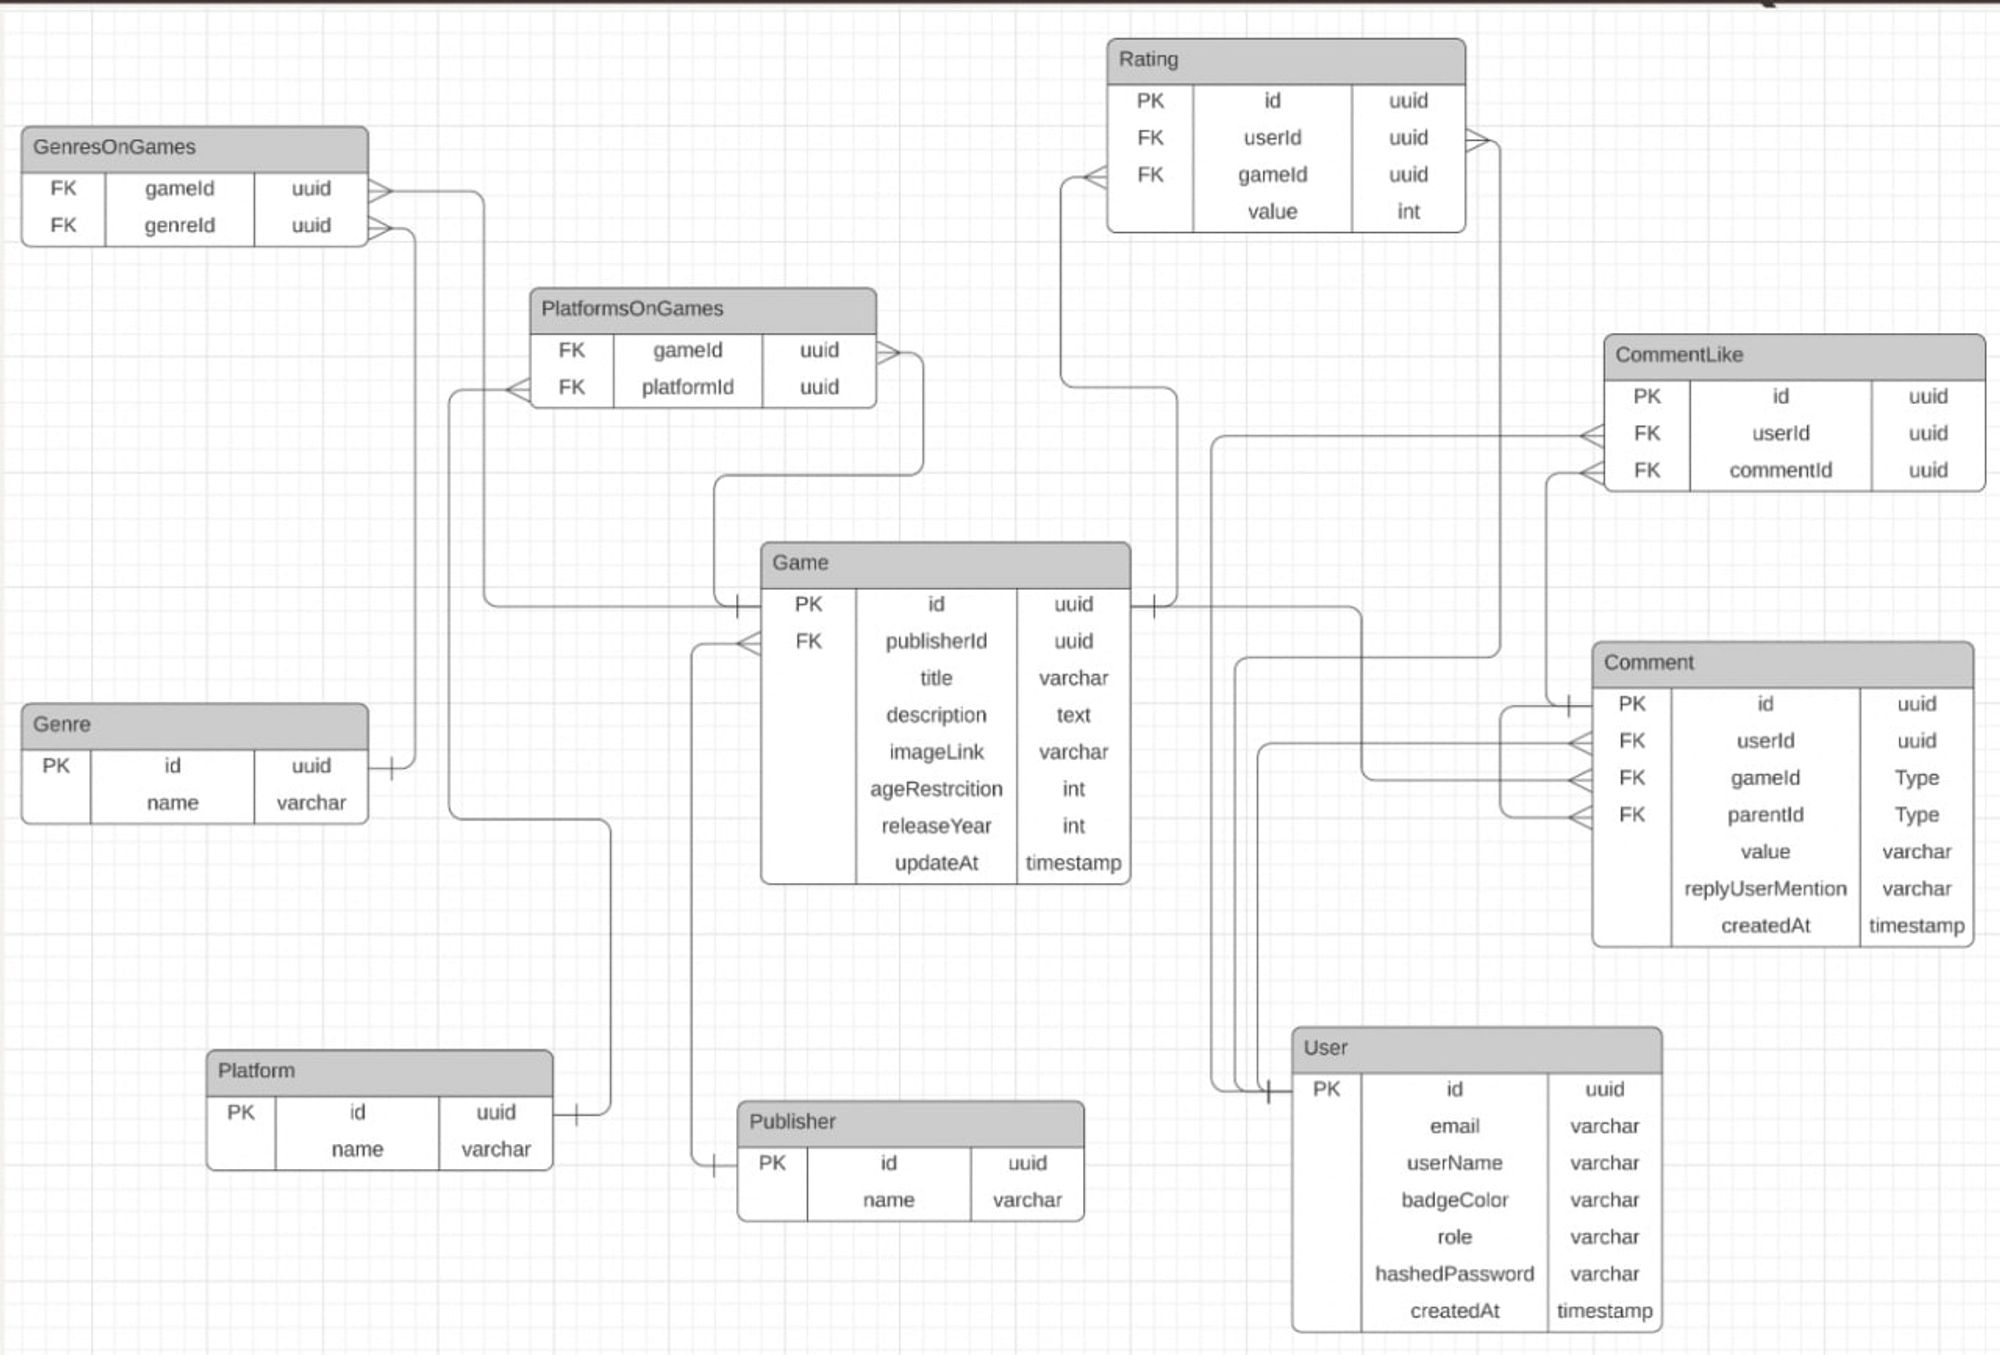 Rating
PK id uuid
FK userId uuid
FK gameId uuid
value int
GenresOnGames
FK gameId uuid
FK genreId uuid
PlatformsOnGames
FK gameId uuid
FK platformId uuid
CommentLike
PK id uuid
FK userId uuid
FK commentId uuid
Game
PK id uuid
FK publisherId uuid
title varchar
description text
imageLink varchar
ageRestrcition int
releaseYear int
updateAt timestamp
Comment
PK id uuid
FK userId uuid
FK gameId Type
FK parentId Type
value varchar
replyUserMention varchar
createdAt timestamp
Genre
PK id uuid
name varchar
Platform
PK id uuid
name varchar
Publisher
PK id uuid
name varchar
User
PK id uuid
email varchar
userName varchar
badgeColor varchar
role varchar
hashedPassword varchar
createdAt timestamp